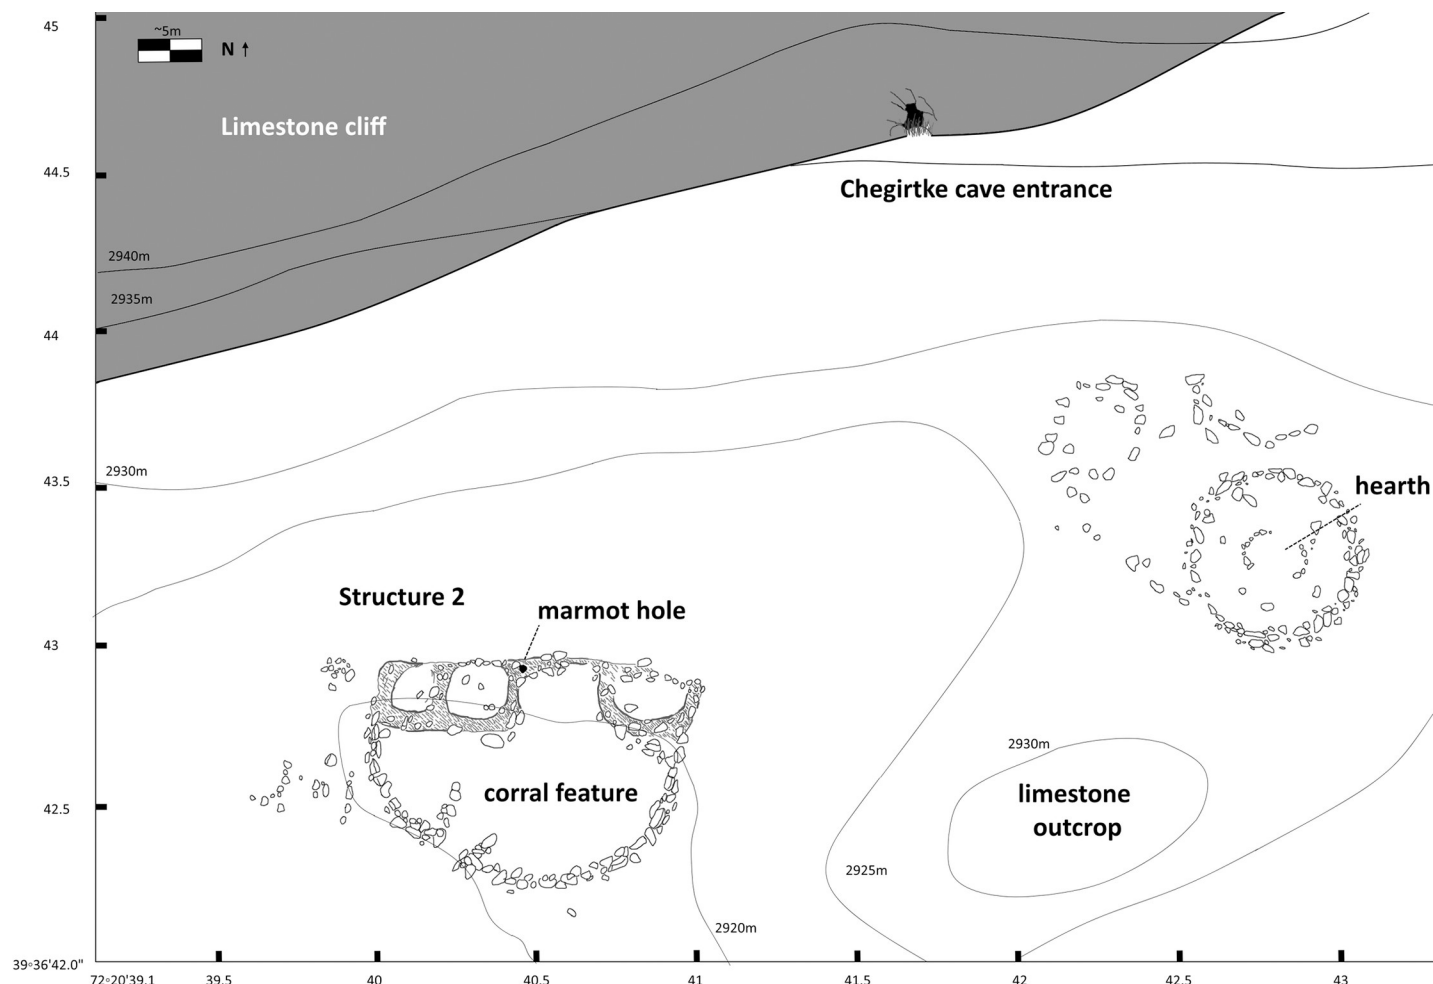 45
~5m
N ↑
Limestone cliff
44.5
Chegirtke cave entrance
2940m
2935m
44
2930m
43.5
hearth
Structure 2
marmot hole
43
2930m
corral feature
limestone
outcrop
42.5
2925m
2920m
39◦36'42.0"
72◦20'39.1
39.5
40
40.5
41
41.5
42
42.5
43